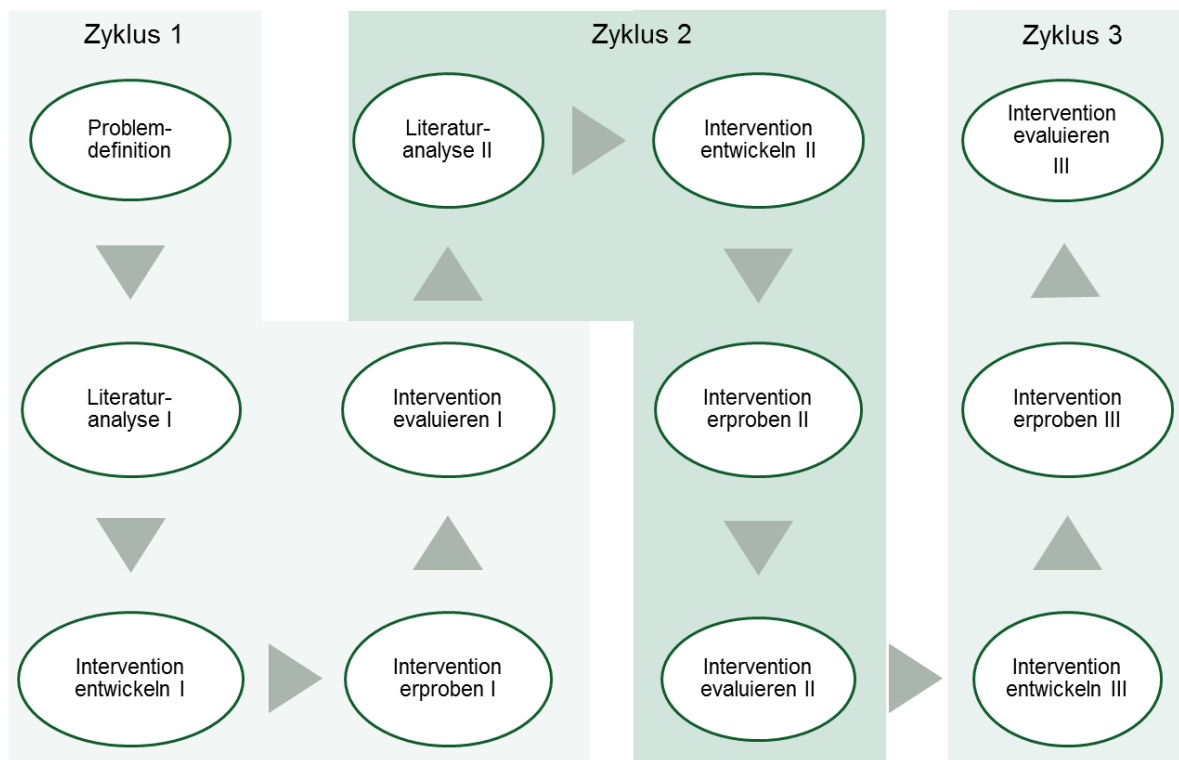 Zyklus 1
Problem-
definition
Literatur-
analyse I
Intervention
entwickeln I
Intervention
erproben I
Intervention
evaluieren I
Zyklus 2
Literatur-
analyse II
Intervention
entwickeln II
Intervention
erproben II
Intervention
evaluieren II
Zyklus 3
Intervention
entwickeln III
Intervention
erproben III
Intervention
evaluieren
III